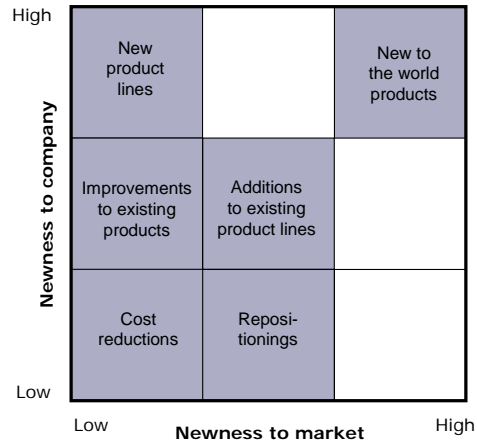 High
New
product
lines
New to
the world
products
Newness to company
Improvements
to existing
products
Additions
to existing
product lines
Cost
reductions
Reposi-
tionings
Low
Low
Newness to market
High